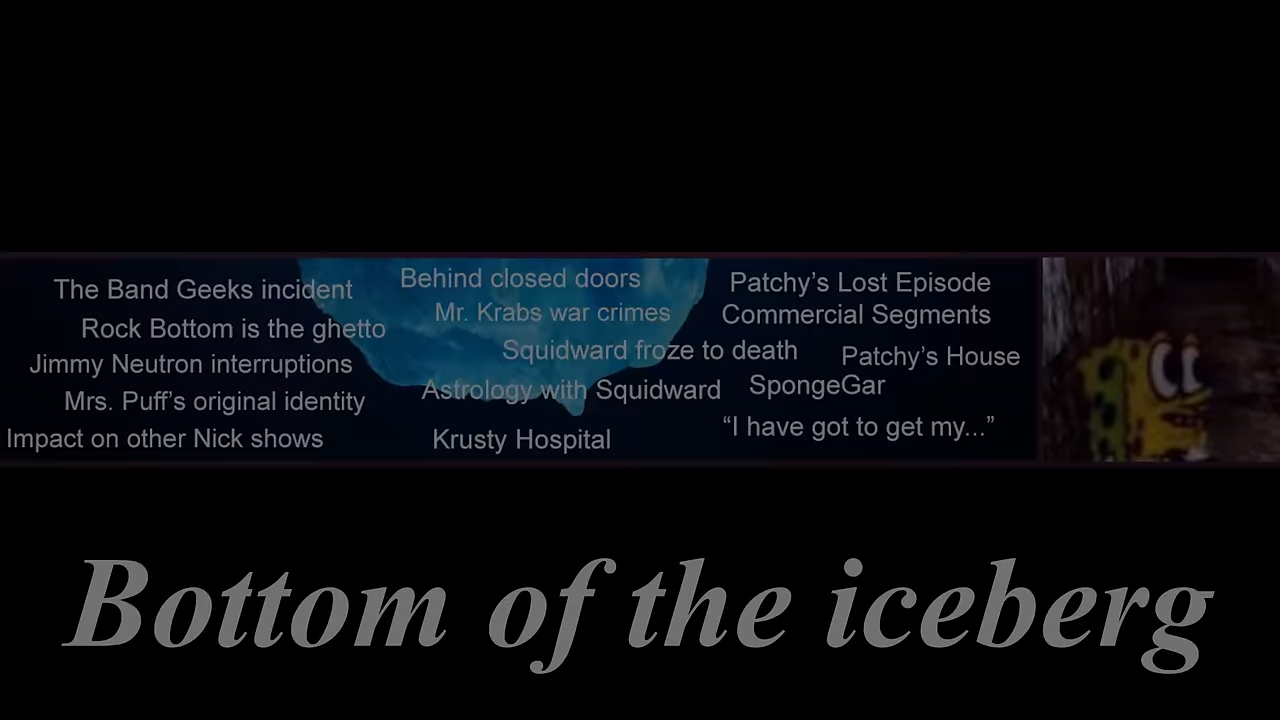 The Band Geeks incident
Rock Bottom is the ghetto
Jimmy Neutron interruptions
Mrs. Puff's original identity
Impact on other Nick shows
Behind closed doors
Mr. Krabs war crimes
Squidward froze to death
Astrology with Squidward
Krusty Hospital
Patchy’s Lost Episode
Commercial Segments
Patchy’s House
SpongeGar
“I have got to get my...”
Bottom of the iceberg